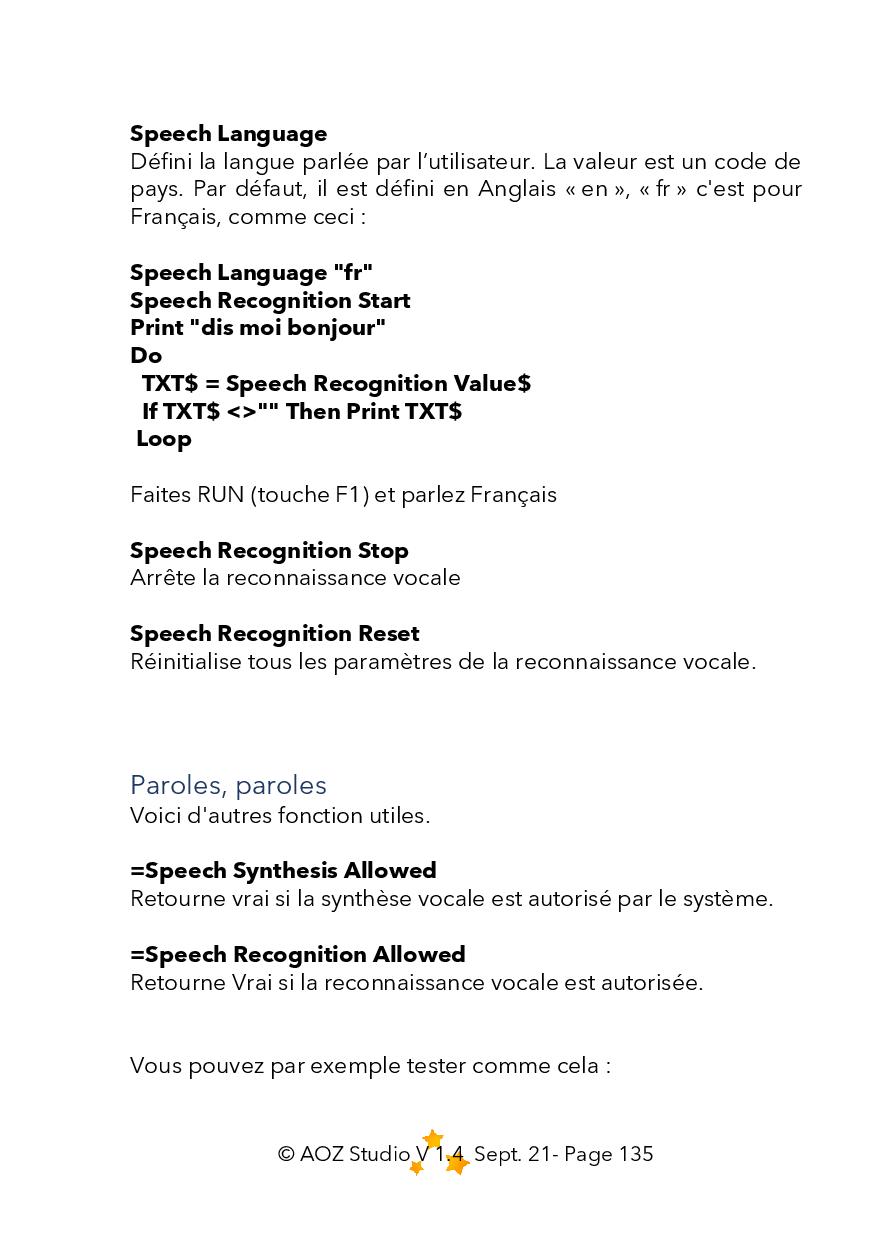 Speech Language
Défini la langue parlée par l’utilisateur. La valeur est un code de
pays. Par défaut, il est défini en Anglais « en », « fr » c'est pour
Français, comme ceci :
Speech Language "fr"
Speech Recognition Start
Print "dis moi bonjour"
Do
TXT$ = Speech Recognition Value$
If TXT$ <>"" Then Print TXT$
Loop
Faites RUN (touche F1) et parlez Français
Speech Recognition Stop
Arrête la reconnaissance vocale
Speech Recognition Reset
Réinitialise tous les paramètres de la reconnaissance vocale.
Paroles, paroles
Voici d'autres fonction utiles.
=Speech Synthesis Allowed
Retourne vrai si la synthèse vocale est autorisé par le système.
=Speech Recognition Allowed
Retourne Vrai si la reconnaissance vocale est autorisée.
Vous pouvez par exemple tester comme cela :
© AOZ Studio V 1.4 Sept. 21- Page 135